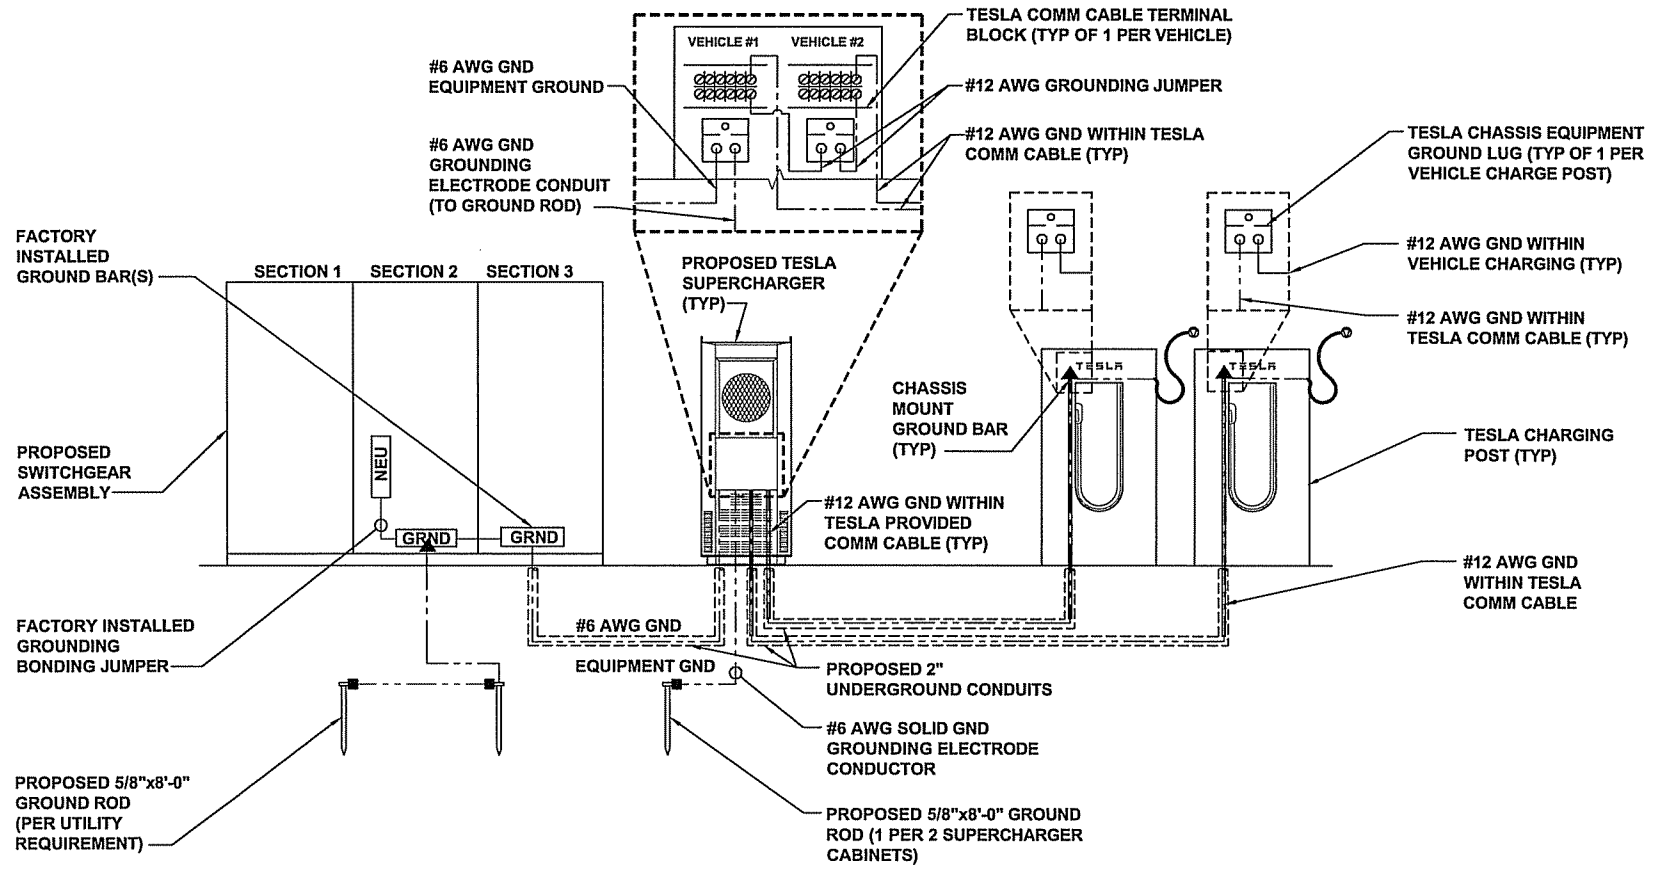 TESLA COMM CABLE TERMINAL
BLOCK (TYP OF 1 PER VEHICLE)
VEHICLE #1
VEHICLE #2
#6 AWG GND
EQUIPMENT GROUND
#12 AWG GROUNDING JUMPER
#6 AWG GND
GROUNDING
ELECTRODE CONDUIT
(TO GROUND ROD)
#12 AWG GND WITHIN TESLA
COMM CABLE (TYP)
TESLA CHASSIS EQUIPMENT
GROUND LUG (TYP OF 1 PER
VEHICLE CHARGE POST)
FACTORY
INSTALLED
GROUND BAR(S)
SECTION 1
SECTION 2
SECTION 3
PROPOSED TESLA
SUPERCHARGER
(TYP)
#12 AWG GND WITHIN
VEHICLE CHARGING (TYP)
#12 AWG GND WITHIN
TESLA COMM CABLE (TYP)
TESLA
TESLA
CHASSIS
MOUNT
GROUND BAR
(TYP)
PROPOSED
SWITCHGEAR
ASSEMBLY
NEU
GRND
GRND
TESLA CHARGING
POST (TYP)
#12 AWG GND WITHIN
TESLA PROVIDED
COMM CABLE (TYP)
#12 AWG GND
WITHIN TESLA
COMM CABLE
FACTORY INSTALLED
GROUNDING
BONDING JUMPER
#6 AWG GND
EQUIPMENT GND
PROPOSED 2"
UNDERGROUND CONDUITS
#6 AWG SOLID GND
GROUNDING ELECTRODE
CONDUCTOR
PROPOSED 5/8"x8'-0"
GROUND ROD
(PER UTILITY
REQUIREMENT)
PROPOSED 5/8"x8'-0" GROUND
ROD (1 PER 2 SUPERCHARGER
CABINETS)